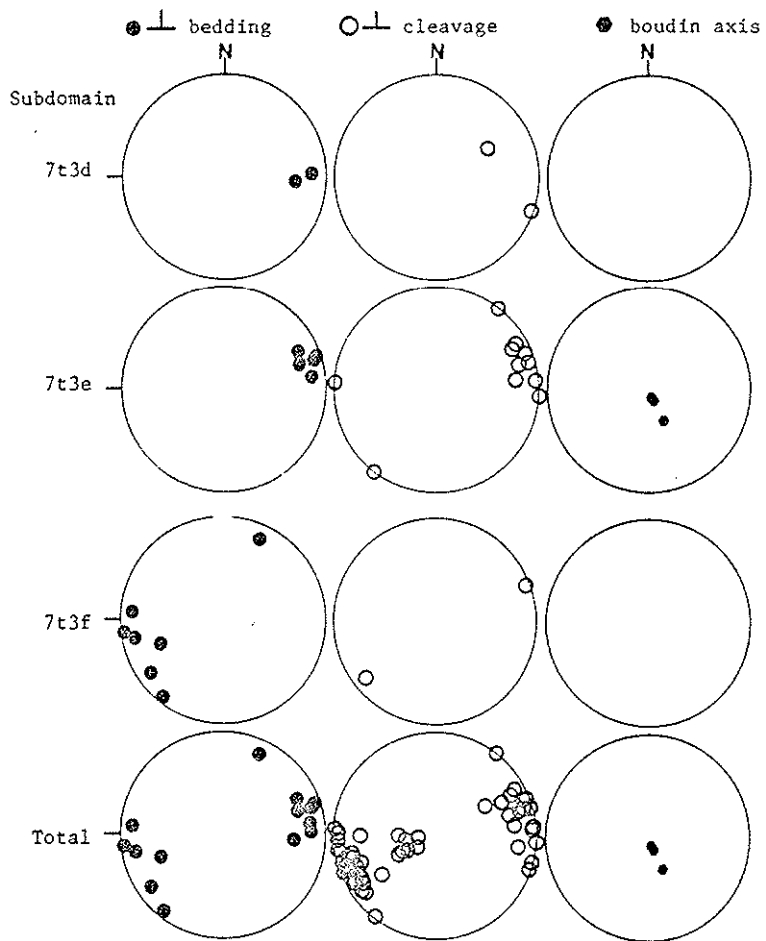 ⊥ bedding ⊥ cleavage boudin axis
N N N
Subdomain
7t3d
7t3e
7t3f
Total